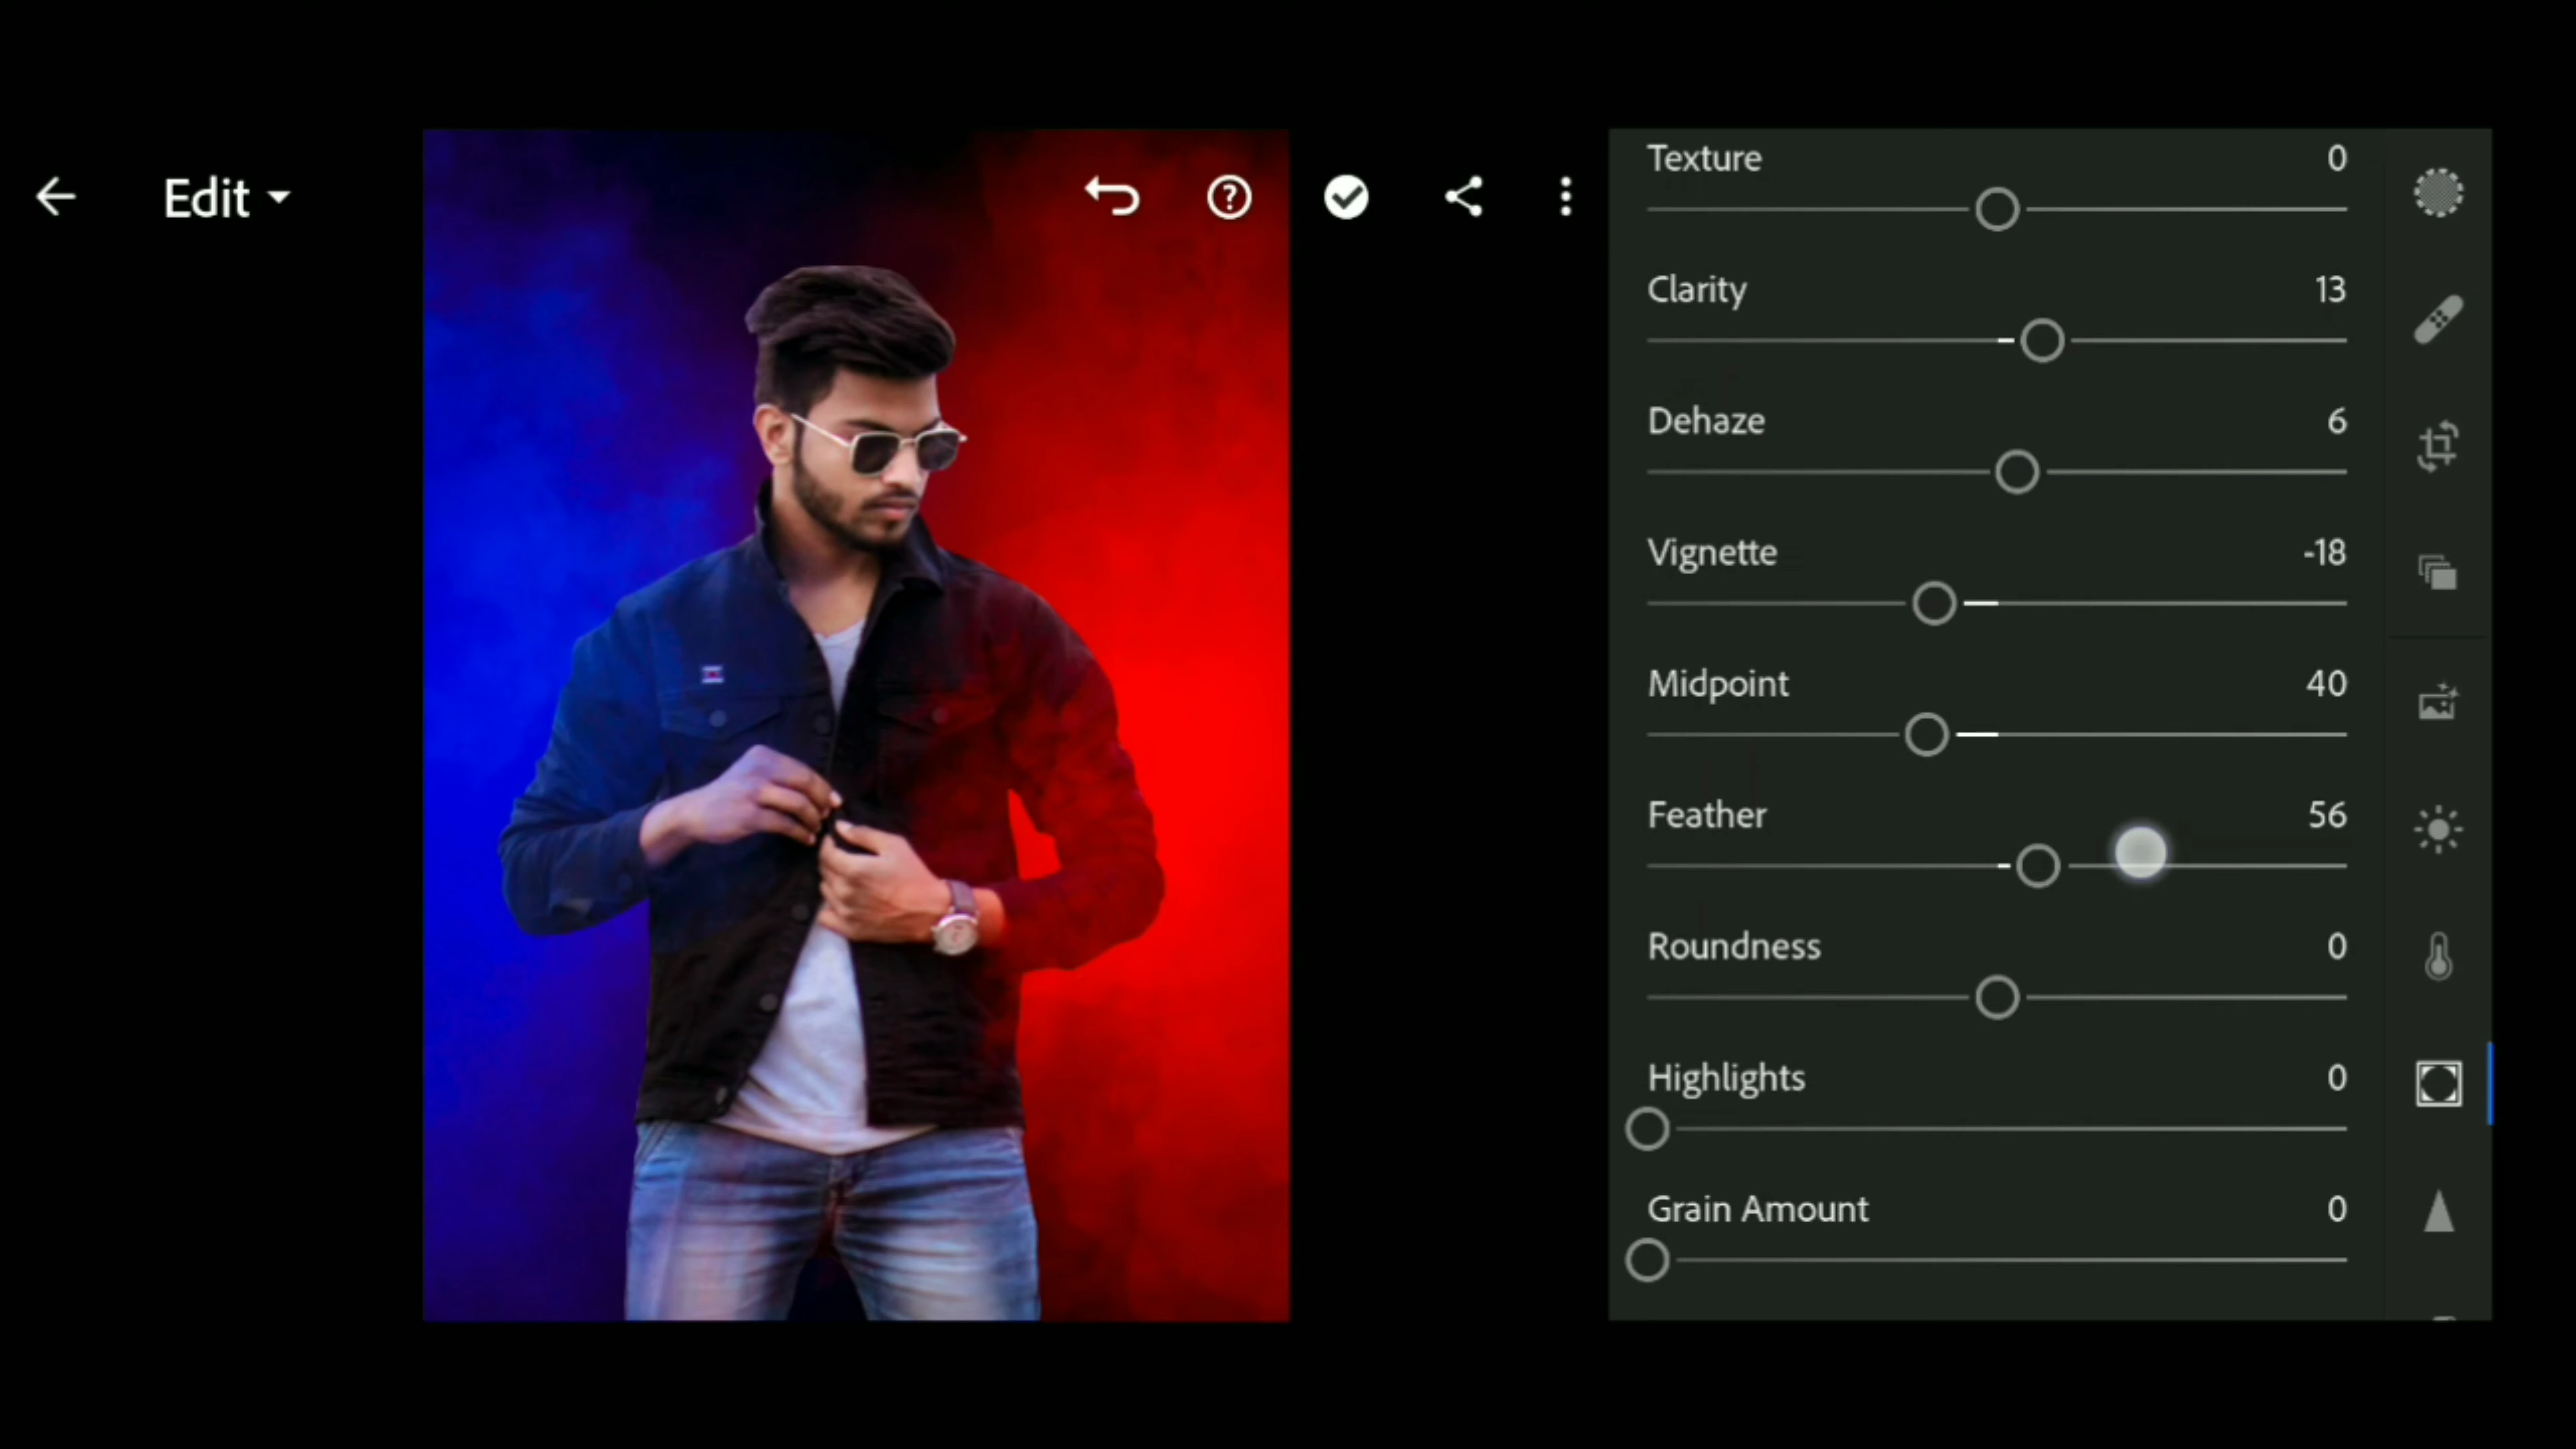 Edit
Texture 0
Clarity 13
Dehaze 6
Vignette -18
Midpoint 40
Feather 56
Roundness 0
Highlights 0
Grain Amount 0